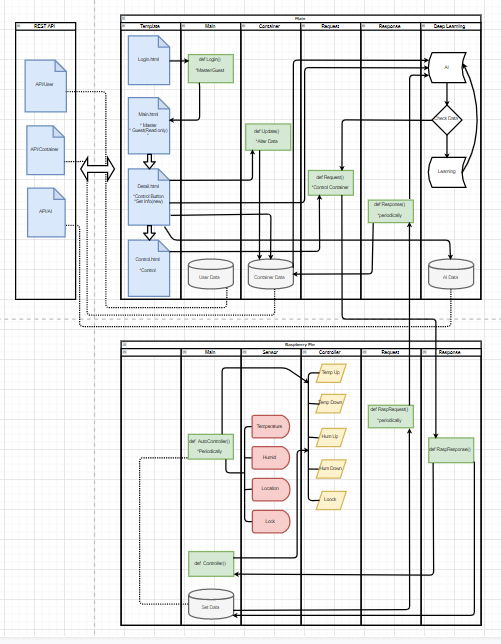 REST API
API/User
API/Container
API/AI
Main
Template
Main
Container
Request
Response
Deep Learning
Login.html
def Login()
*Master/Guest
Main.html
* Master
* Guest(Read only)
def Update()
*Alter Data
Detail.html
*Control Button
*Set Info(new)
def Request()
*Control Container
def Response()
*periodically
Control.html
*Control
User Data
Container Data
AI
Check Data
Learning
AI Data
Raspberry Pie
Main
Sensor
Controller
Request
Response
def AutoController()
*Periodically
Temperature
Humid
Location
Lock
Temp Up
Temp Down
Hum Up
Hum Down
Loock
def RaspRequest()
*periodically
def RaspResponse()
def Controller()
Set Data